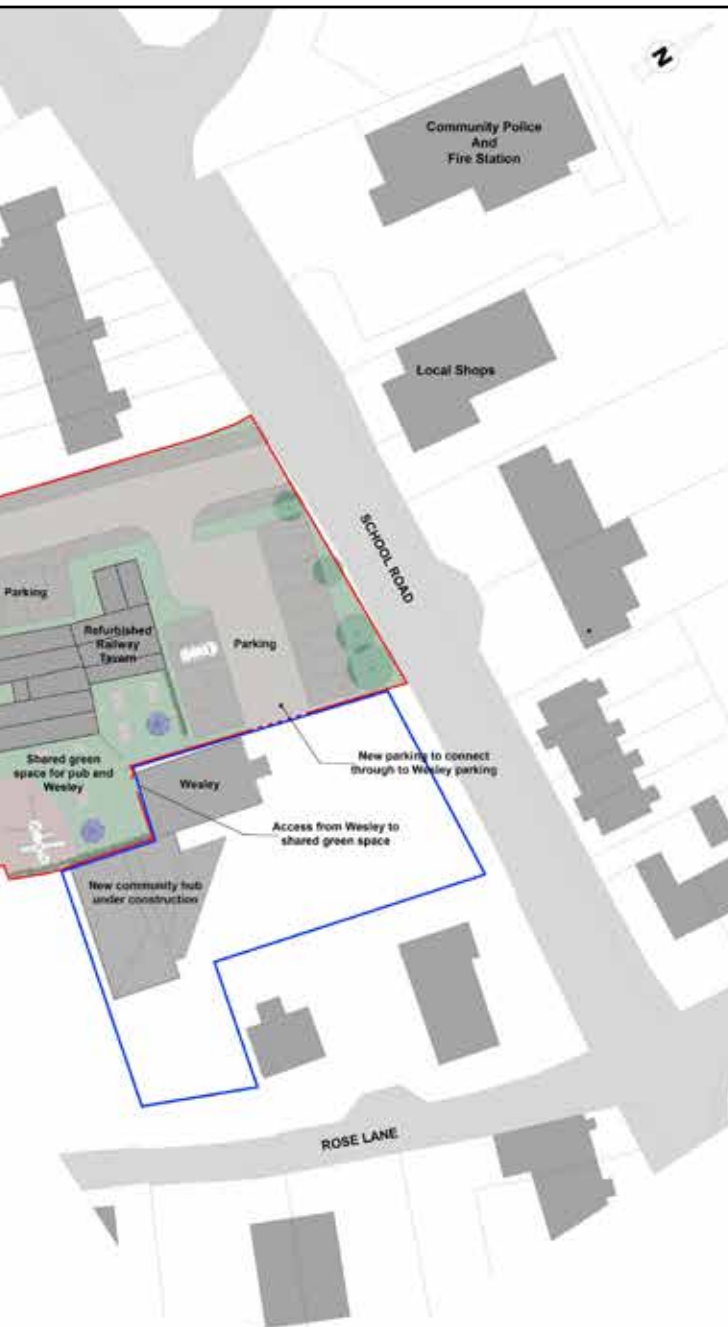 N
Community Police
And
Fire Station
Local Shops
SCHOOL ROAD
Parking
Refurbished
Railway
Tavern
Parking
Shared green
space for pub and
Wesley
Wesley
New parking to connect
through to Wesley parking
Access from Wesley to
shared green space
New community hub
under construction
ROSE LANE